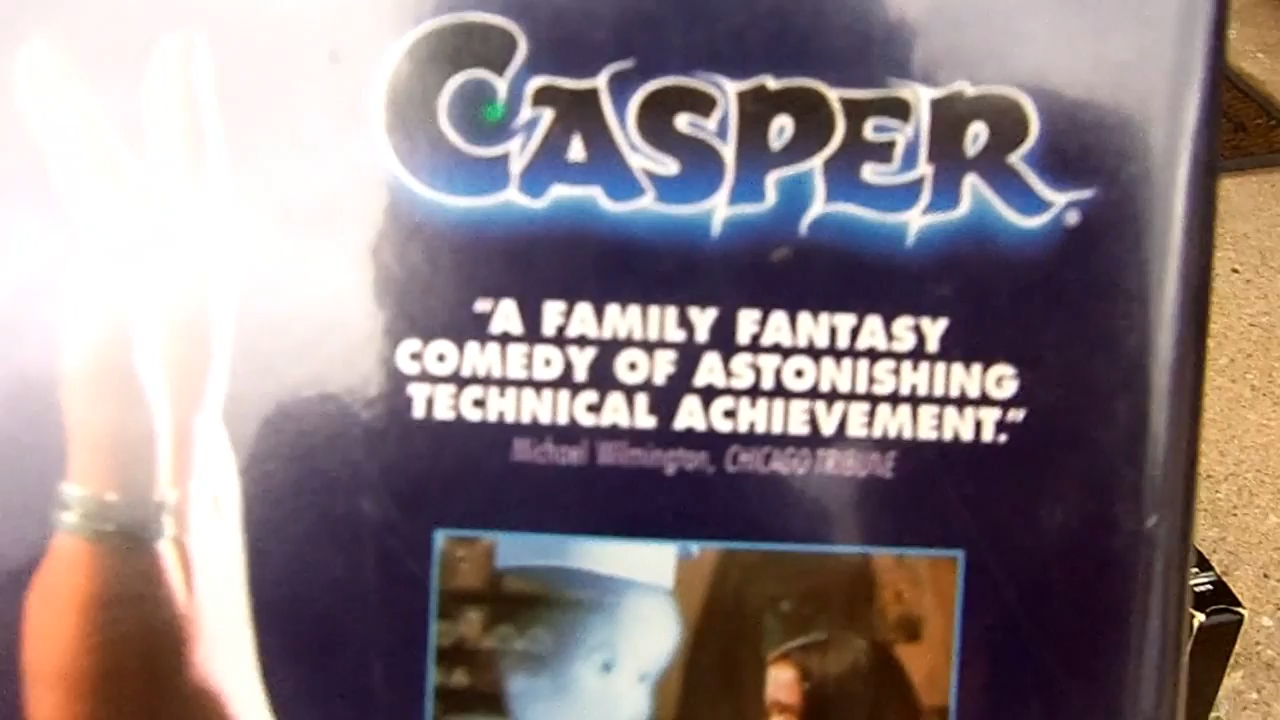 CASPER
"A FAMILY FANTASY
COMEDY OF ASTONISHING
TECHNICAL ACHIEVEMENT."
Michael Wilmington, CHICAGO TRIBUNE